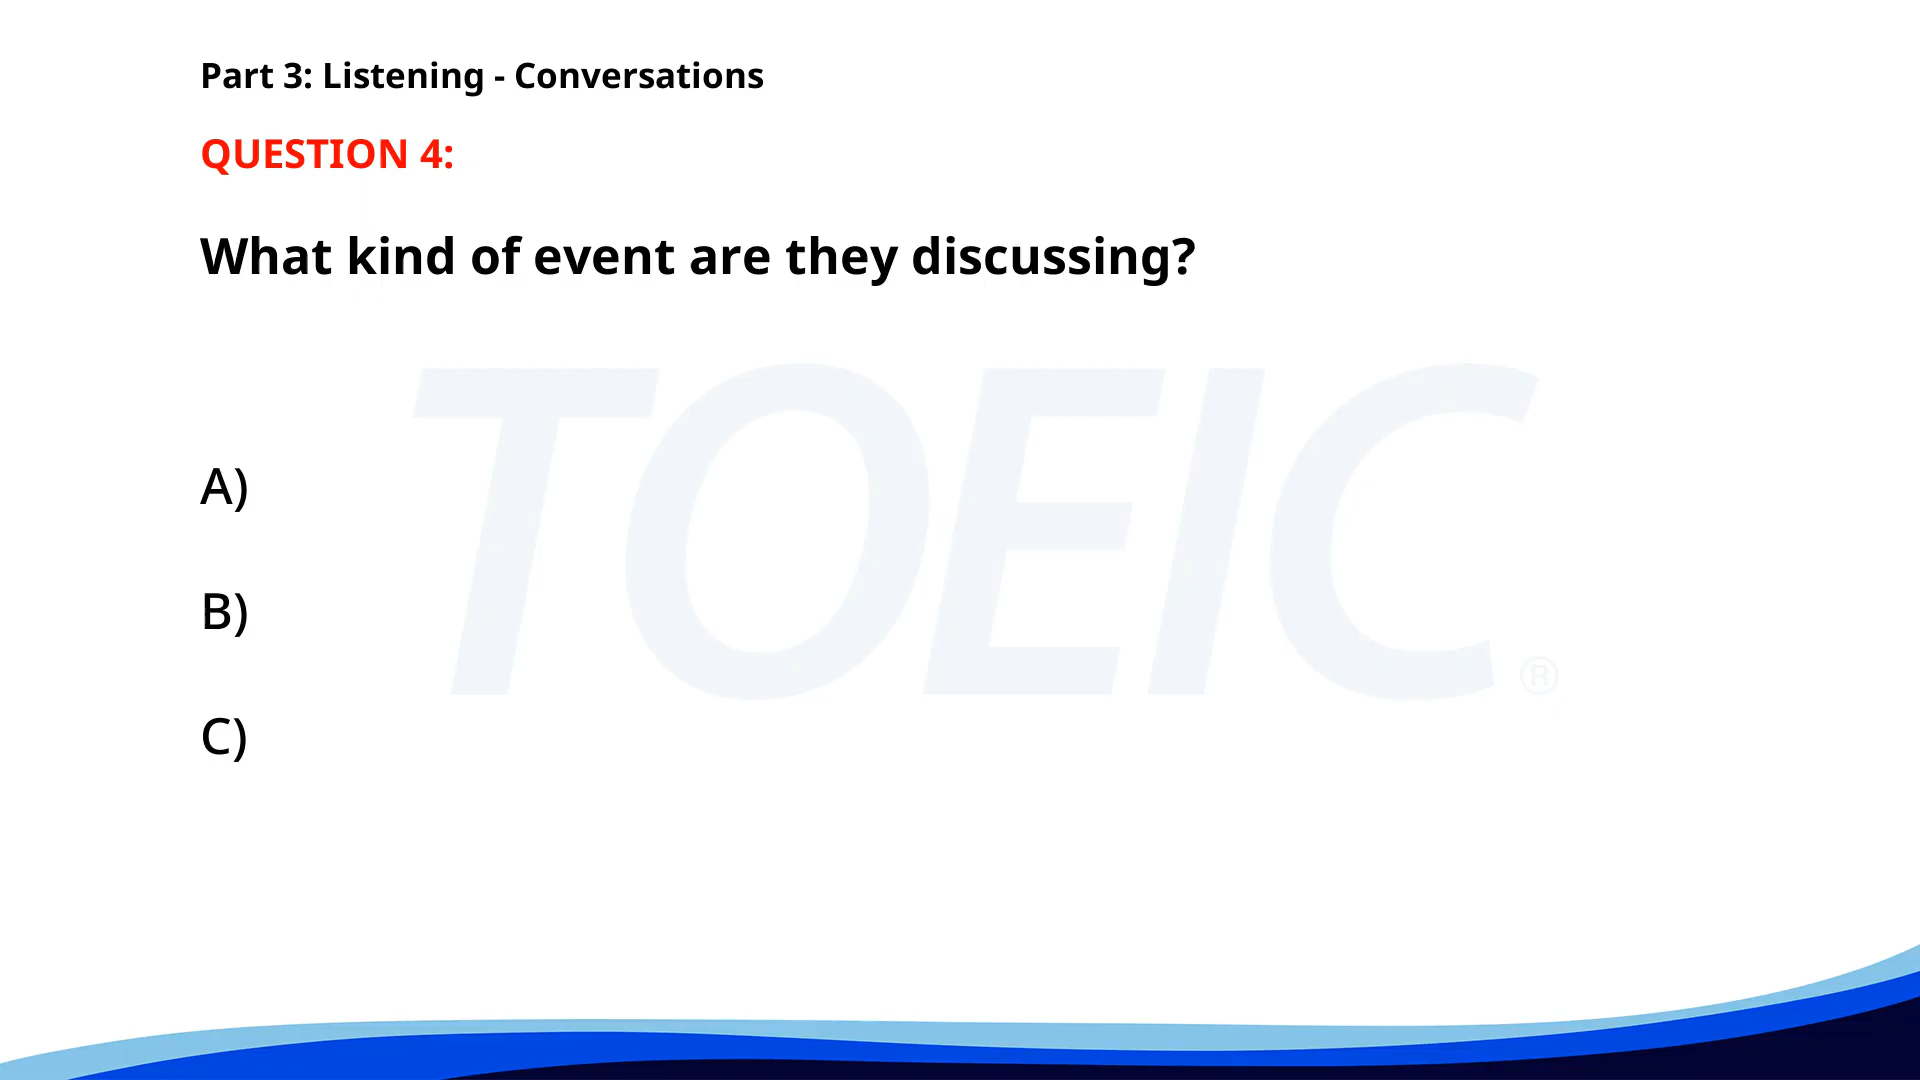 Part 3: Listening - Conversations
QUESTION 4:
What kind of event are they discussing?
TOEIC®
A)
B)
C)